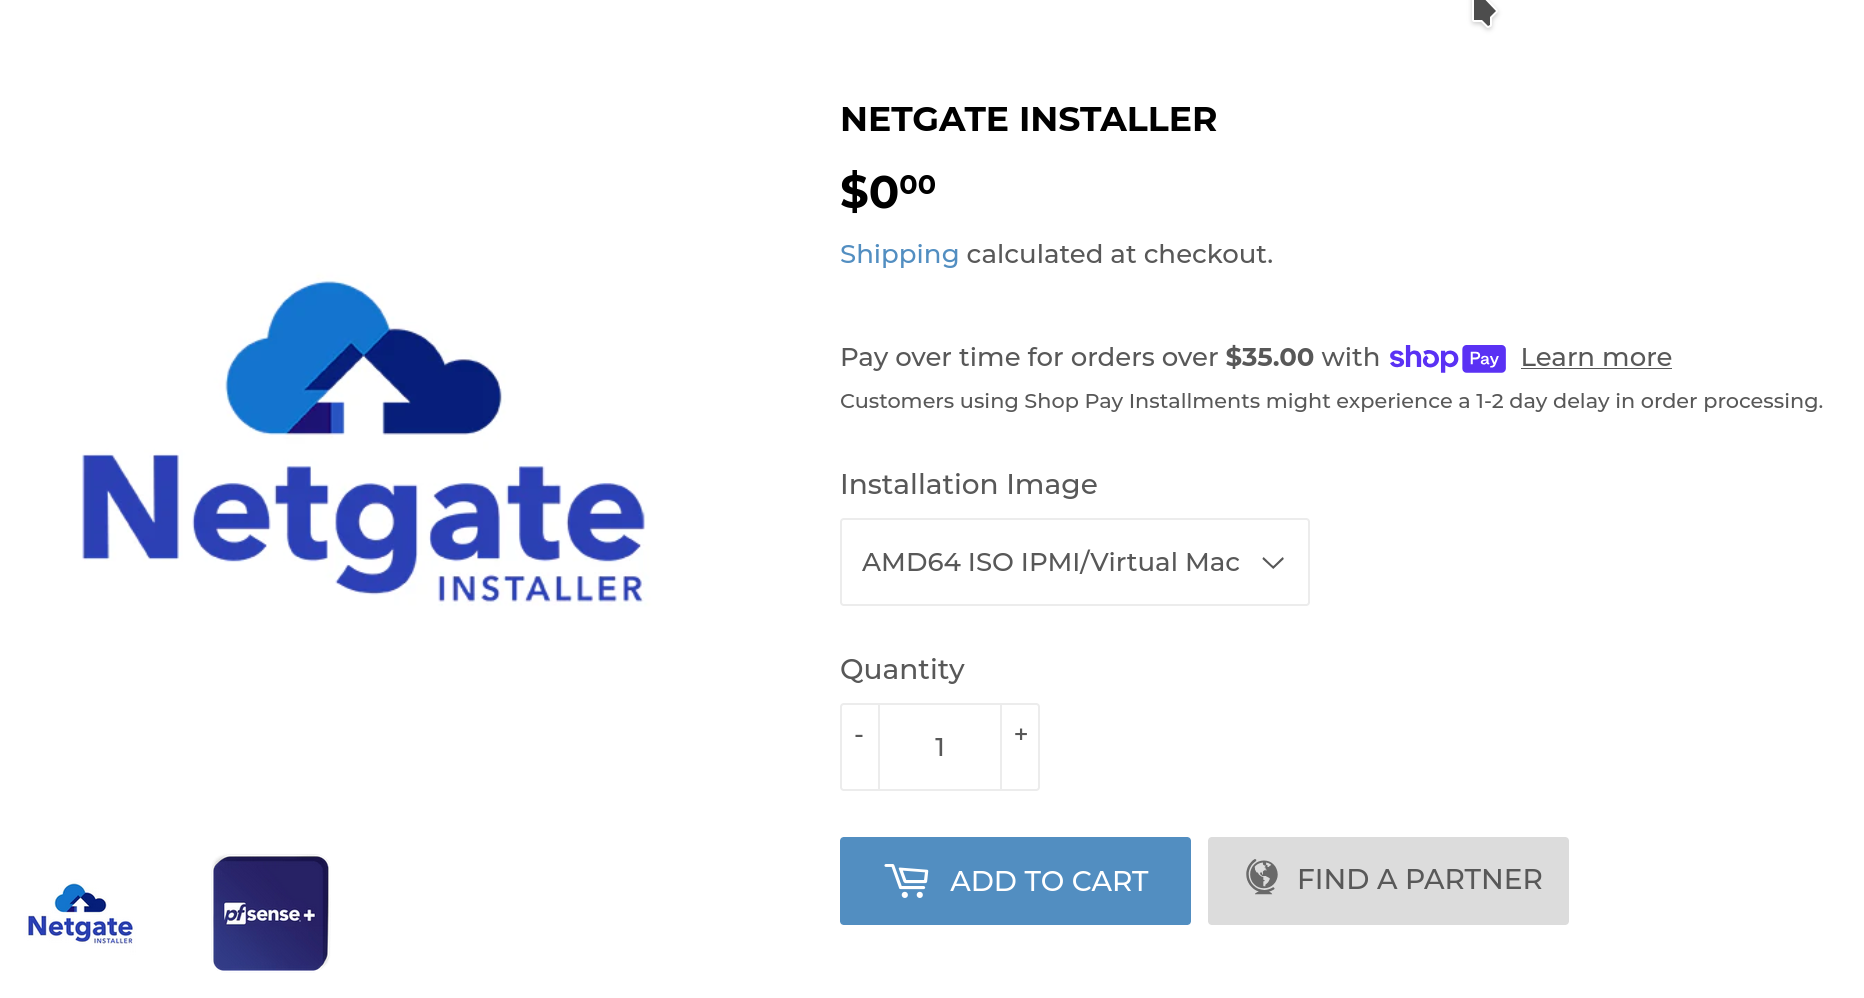 NETGATE INSTALLER
$000
Shipping calculated at checkout.
Pay over time for orders over $35.00 with shop Pay Learn more
Customers using Shop Pay Installments might experience a 1-2 day delay in order processing.
Netgate
INSTALLER
Installation Image
AMD64 ISO IPMI/Virtual Mac
Quantity
- 1 +
ADD TO CART
FIND A PARTNER
Netgate
INSTALLER
pfsense+